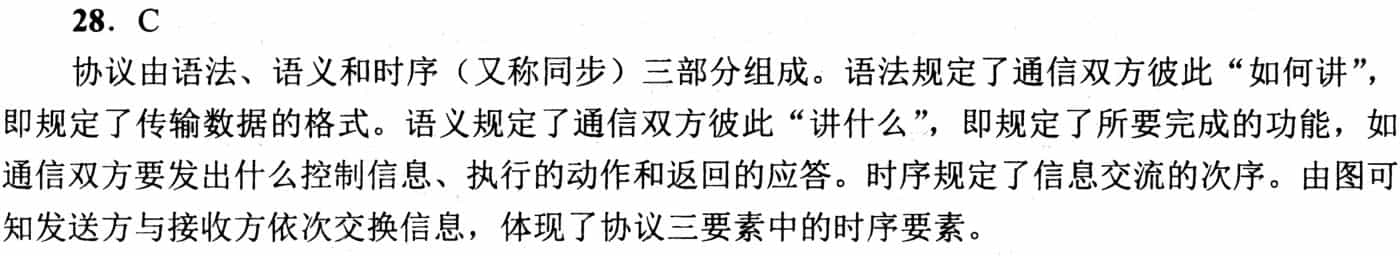 28. C
协议由语法、语义和时序（又称同步）三部分组成。语法规定了通信双方彼此“如何讲”，
即规定了传输数据的格式。语义规定了通信双方彼此“讲什么”，即规定了所要完成的功能，如
通信双方要发出什么控制信息、执行的动作和返回的应答。时序规定了信息交流的次序。由图可
知发送方与接收方依次交换信息，体现了协议三要素中的时序要素。